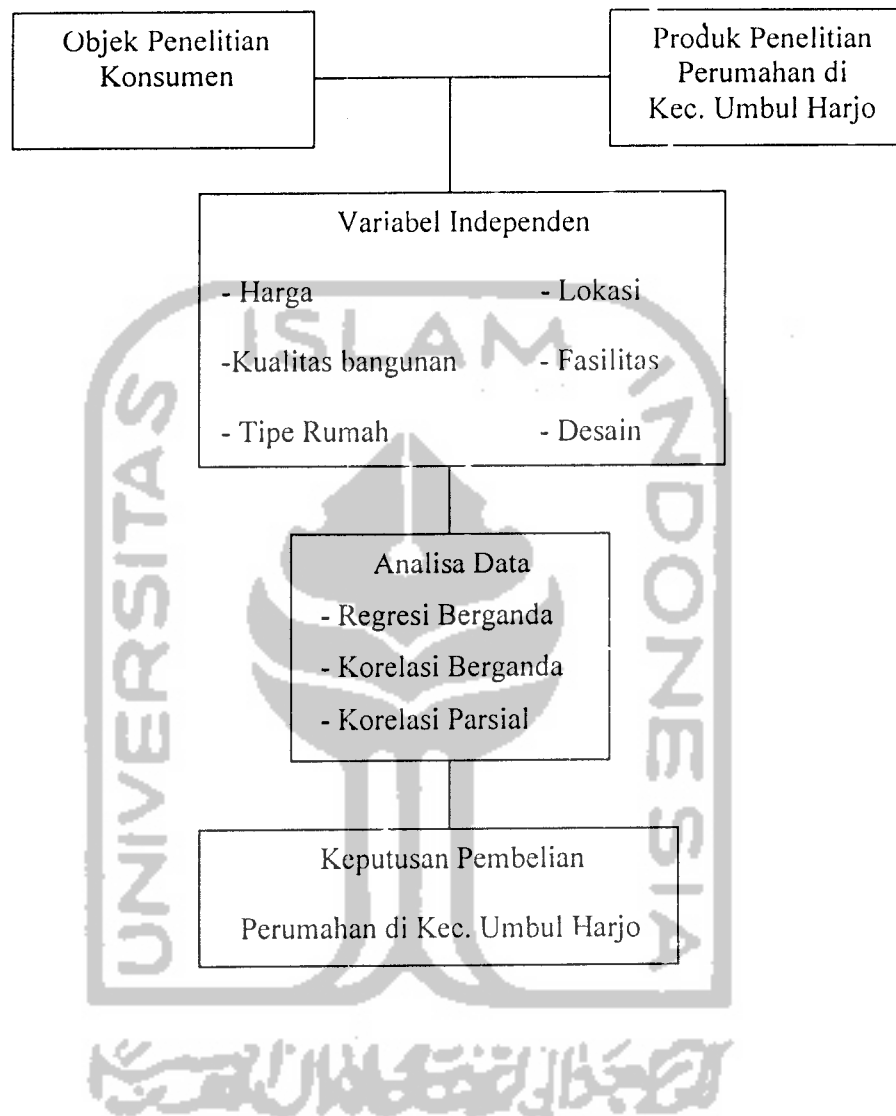 Objek Penelitian
Konsumen
Produk Penelitian
Perumahan di
Kec. Umbul Harjo
Variabel Independen
- Harga
- Lokasi
-Kualitas bangunan
- Fasilitas
- Tipe Rumah
- Desain
Analisa Data
- Regresi Berganda
- Korelasi Berganda
- Korelasi Parsial
Keputusan Pembelian
Perumahan di Kec. Umbul Harjo
UNIVERSITAS
ISLAM
INDONESIA